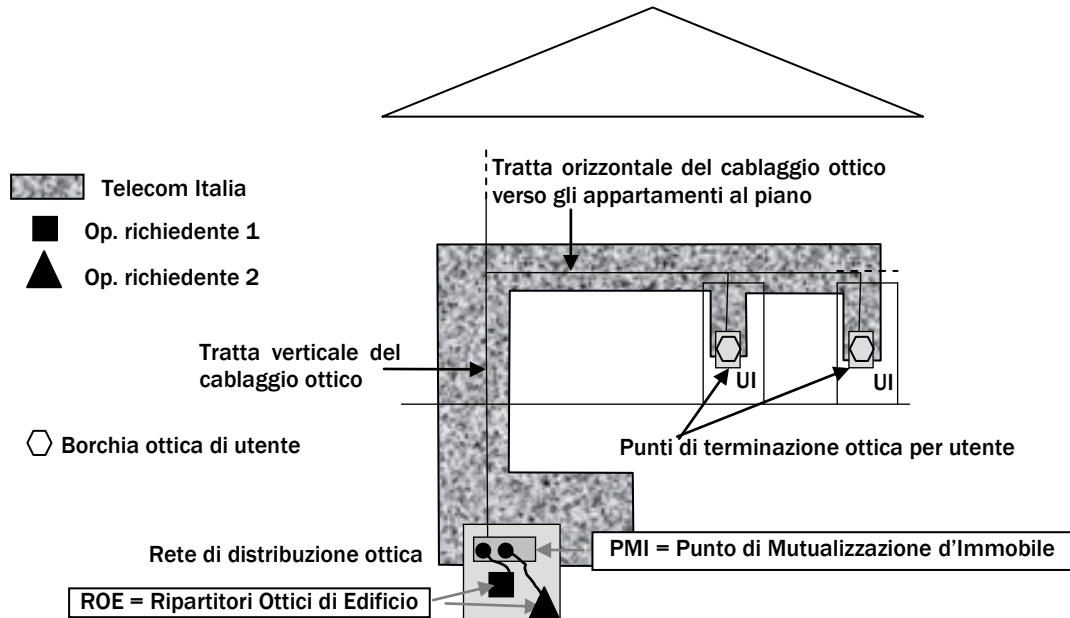 Tratta orizzontale del cablaggio ottico
verso gli appartamenti al piano
Telecom Italia
Op. richiedente 1
Op. richiedente 2
Tratta verticale del
cablaggio ottico
UI
UI
Borchia ottica di utente
Punti di terminazione ottica per utente
Rete di distribuzione ottica
PMI = Punto di Mutualizzazione d'Immobile
ROE = Ripartitori Ottici di Edificio